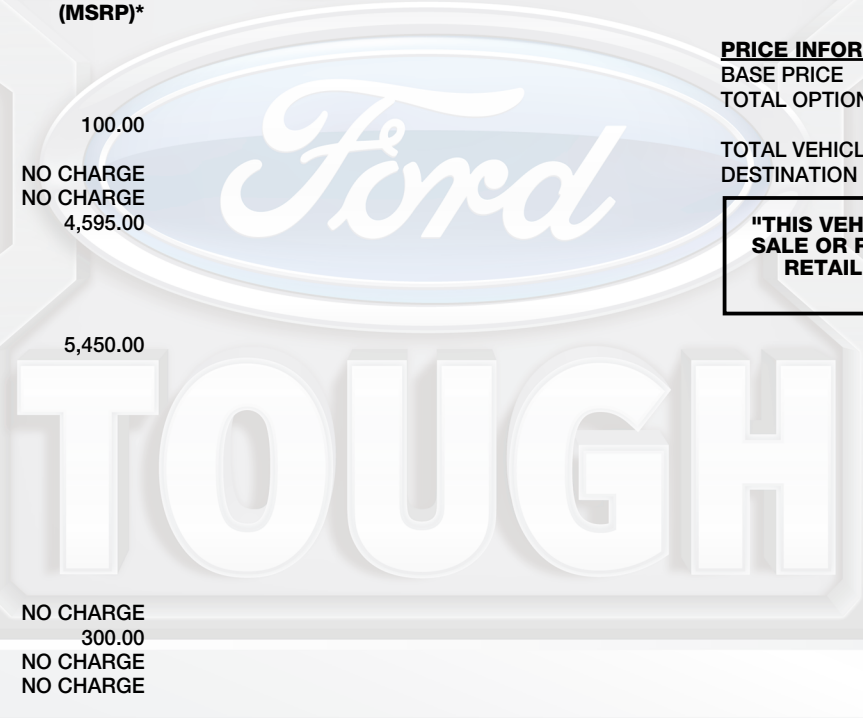 (MSRP)*
100.00
NO CHARGE
NO CHARGE
4,595.00
5,450.00
NO CHARGE
300.00
NO CHARGE
NO CHARGE
PRICE INFOR
BASE PRICE
TOTAL OPTION
TOTAL VEHICL
DESTINATION
"THIS VEH
SALE OR F
RETAIL
Ford
TOUGH